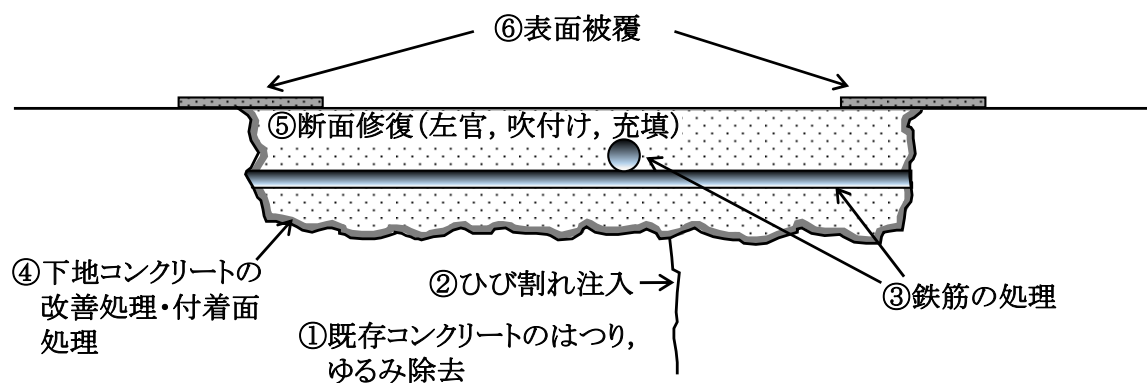 ⑥表面被覆
⑤断面修復(左官, 吹付け, 充填)
④下地コンクリートの
改善処理・付着面
処理
②ひび割れ注入
③鉄筋の処理
①既存コンクリートのはつり,
ゆるみ除去